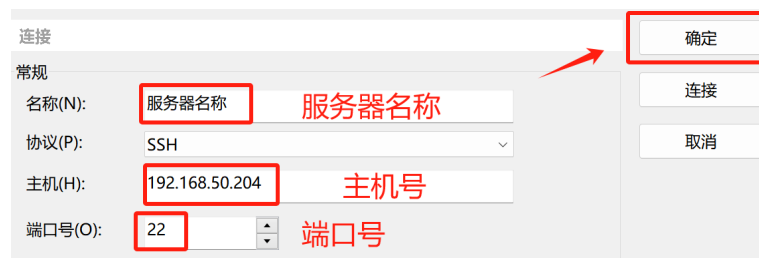 连接
确定
常规
名称(N):
服务器名称
服务器名称
连接
协议(P):
SSH
取消
主机(H):
192.168.50.204
主机号
端口号(O):
22
端口号